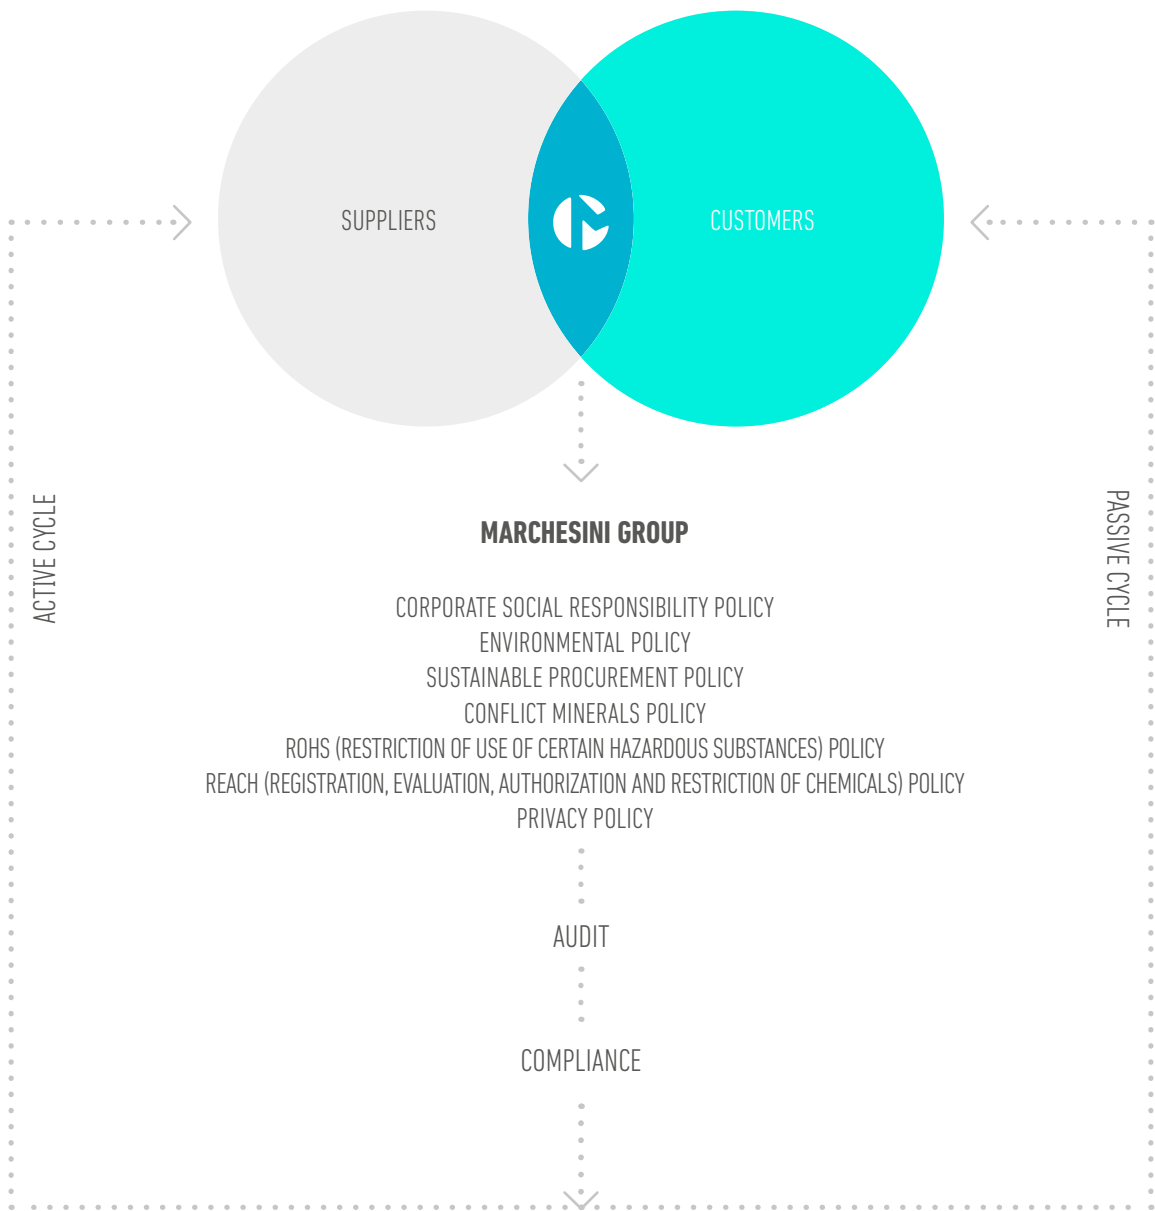 SUPPLIERS
CUSTOMERS
ACTIVE CYCLE
PASSIVE CYCLE
MARCHESINI GROUP
CORPORATE SOCIAL RESPONSIBILITY POLICY
ENVIRONMENTAL POLICY
SUSTAINABLE PROCUREMENT POLICY
CONFLICT MINERALS POLICY
ROHS (RESTRICTION OF USE OF CERTAIN HAZARDOUS SUBSTANCES) POLICY
REACH (REGISTRATION, EVALUATION, AUTHORIZATION AND RESTRICTION OF CHEMICALS) POLICY
PRIVACY POLICY
AUDIT
COMPLIANCE